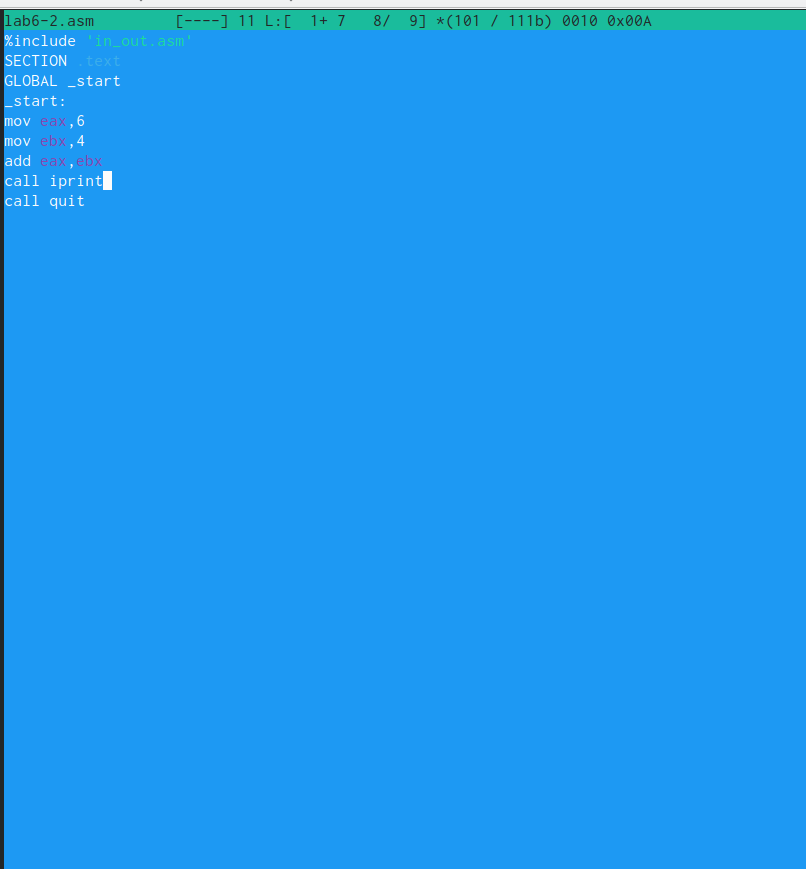 lab6-2.asm [----] 11 L:[ 1+ 7 8/ 9] *(101 / 111b) 0010 0x00A
%include 'in_out.asm'
SECTION .text
GLOBAL _start
_start:
mov eax,6
mov ebx,4
add eax,ebx
call iprint
call quit